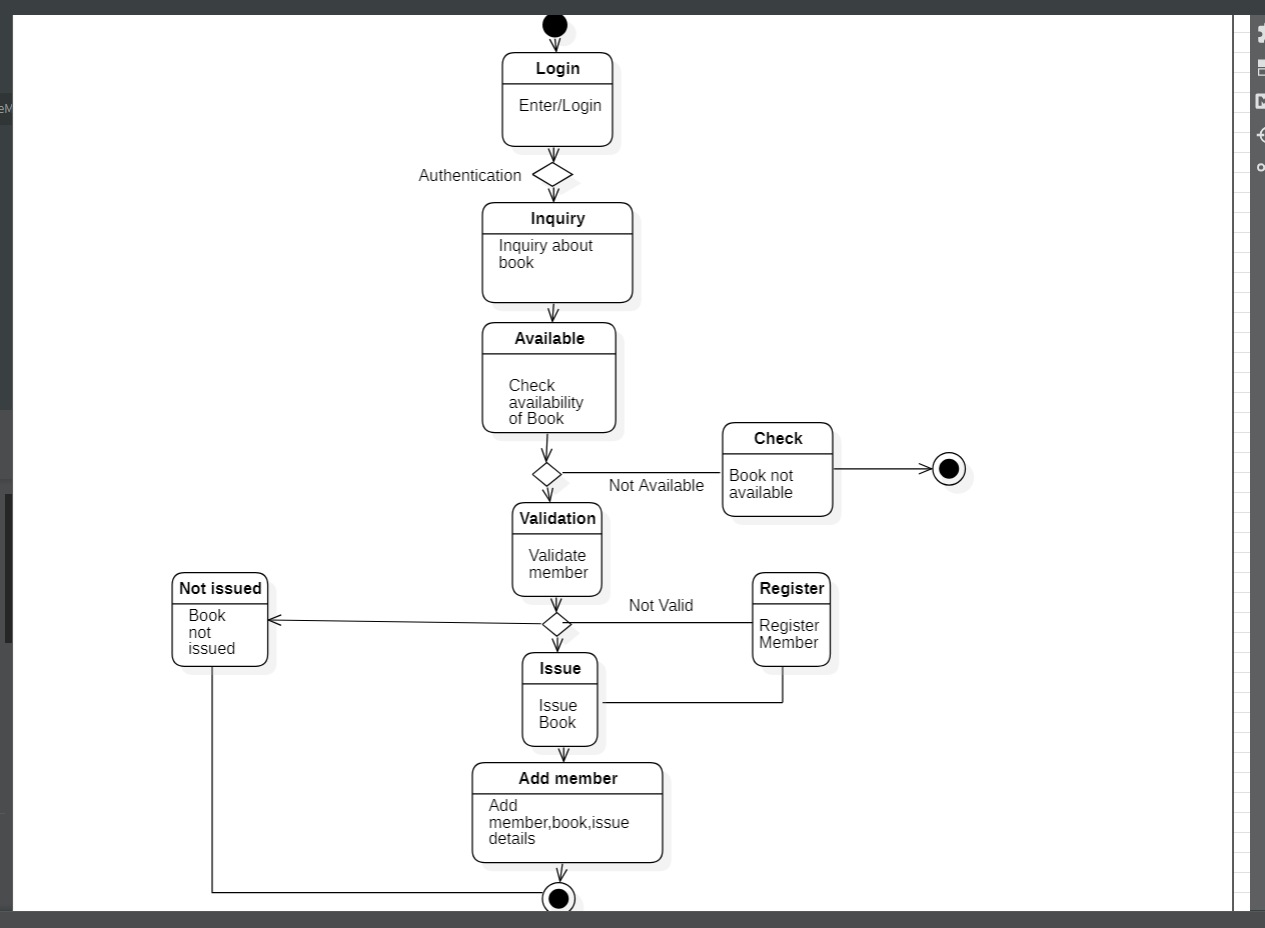 Login
Enter/Login
Authentication
Inquiry
Inquiry about
book
Available
Check
availability
of Book
Check
Book not
available
Not Available
Validation
Validate
member
Not issued
Book
not
issued
Not Valid
Register
Register
Member
Issue
Issue
Book
Add member
Add
member,book,issue
details
eM